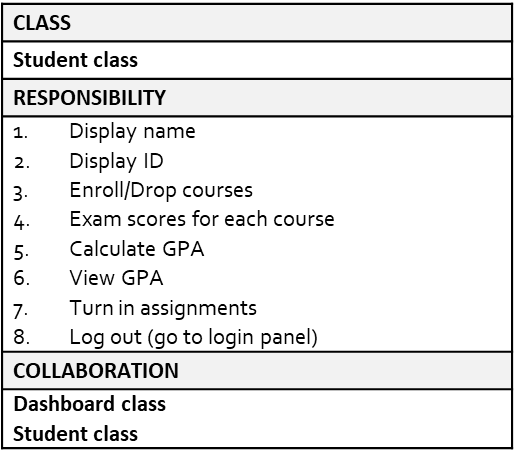 CLASS
Student class
RESPONSIBILITY
1. Display name
2. Display ID
3. Enroll/Drop courses
4. Exam scores for each course
5. Calculate GPA
6. View GPA
7. Turn in assignments
8. Log out (go to login panel)
COLLABORATION
Dashboard class
Student class